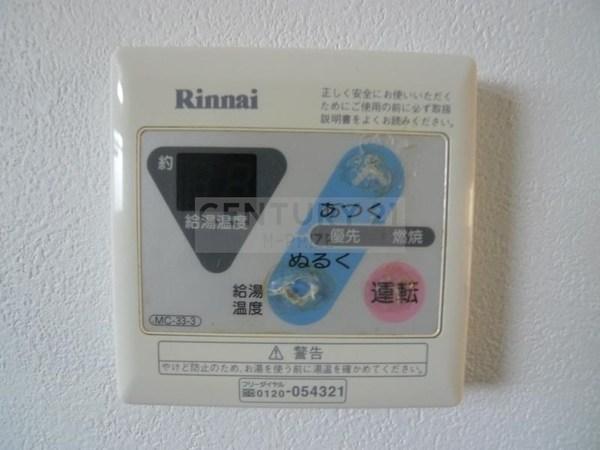 Rinnai
正しく安全にお使いいただく
ためにご使用の前に必ず取扱
説明書をよくお読みください。
約
給湯温度
CENTURY 21
あつく
優先 燃焼
ぬるく
給湯
温度
運転
MC-33-3
⚠ 警告
やけど防止のため、お湯を使う前に湯温を確かめてください。
フリーダイヤル
0120-054321